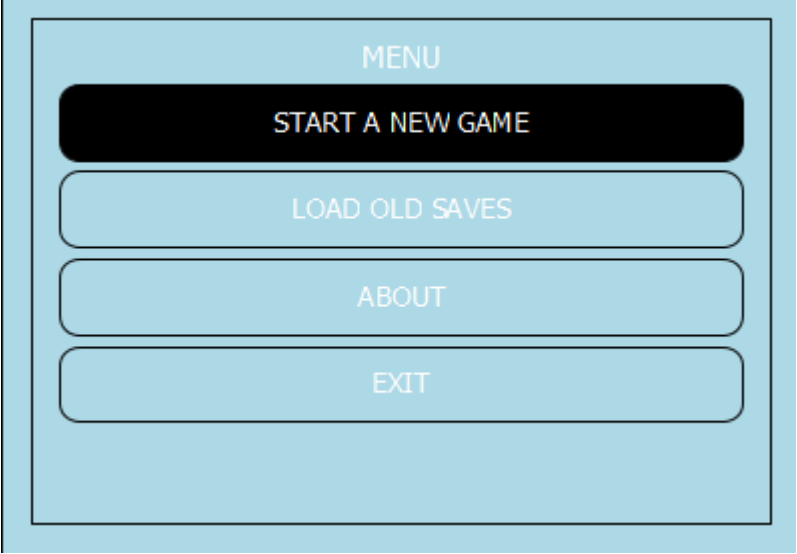 MENU
START A NEW GAME
LOAD OLD SAVES
ABOUT
EXIT